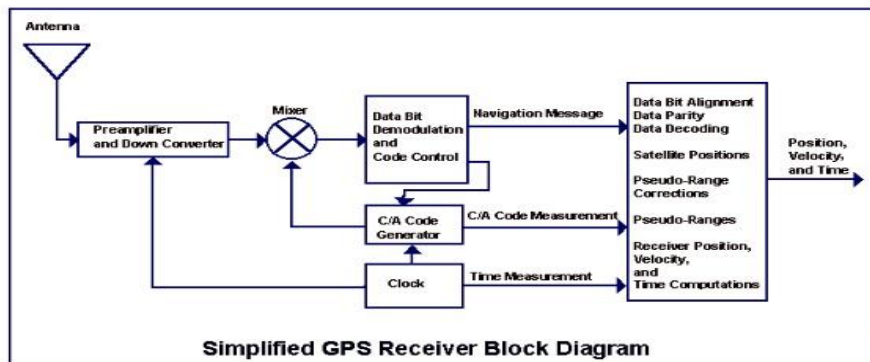 Antenna
Preamplifier
and Down Converter
Mixer
Data Bit
Demodulation
and
Code Control
Navigation Message
C/A Code
Generator
C/A Code Measurement
Clock
Time Measurement
Data Bit Alignment
Data Parity
Data Decoding
Satellite Positions
Pseudo-Range
Corrections
Pseudo-Ranges
Receiver Position,
Velocity,
and
Time Computations
Position,
Velocity,
and Time
Simplified GPS Receiver Block Diagram